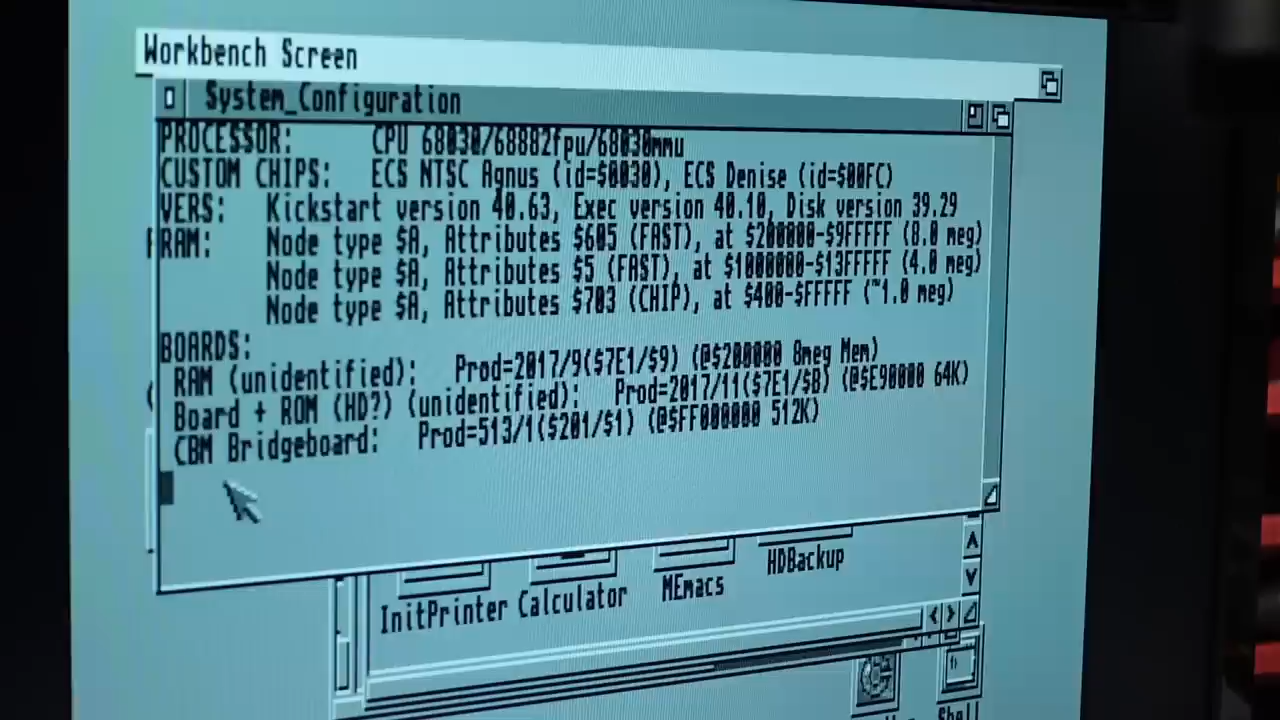 Workbench Screen
System_Configuration
PROCESSOR: CPU 68030/68882fpu/68030mmu
CUSTOM CHIPS: ECS NTSC Agnus (id=$0030), ECS Denise (id=$00FC)
VERS: Kickstart version 40.63, Exec version 40.10, Disk version 39.29
RAM: Node type $A, Attributes $605 (FAST), at $200000-$9FFFFF (8.0 meg)
Node type $A, Attributes $5 (FAST), at $1000000-$13FFFFF (4.0 meg)
Node type $A, Attributes $703 (CHIP), at $400-$FFFFF (~1.0 meg)
BOARDS:
RAM (unidentified): Prod=2017/9($7E1/$9) (@$200000 8meg Mem)
Board + ROM (HD?) (unidentified): Prod=2017/11($7E1/$B) (@$E90000 64K)
CBM Bridgeboard: Prod=513/1($201/$1) (@$FF000000 512K)
InitPrinter Calculator MEmacs HDBackup
Shell